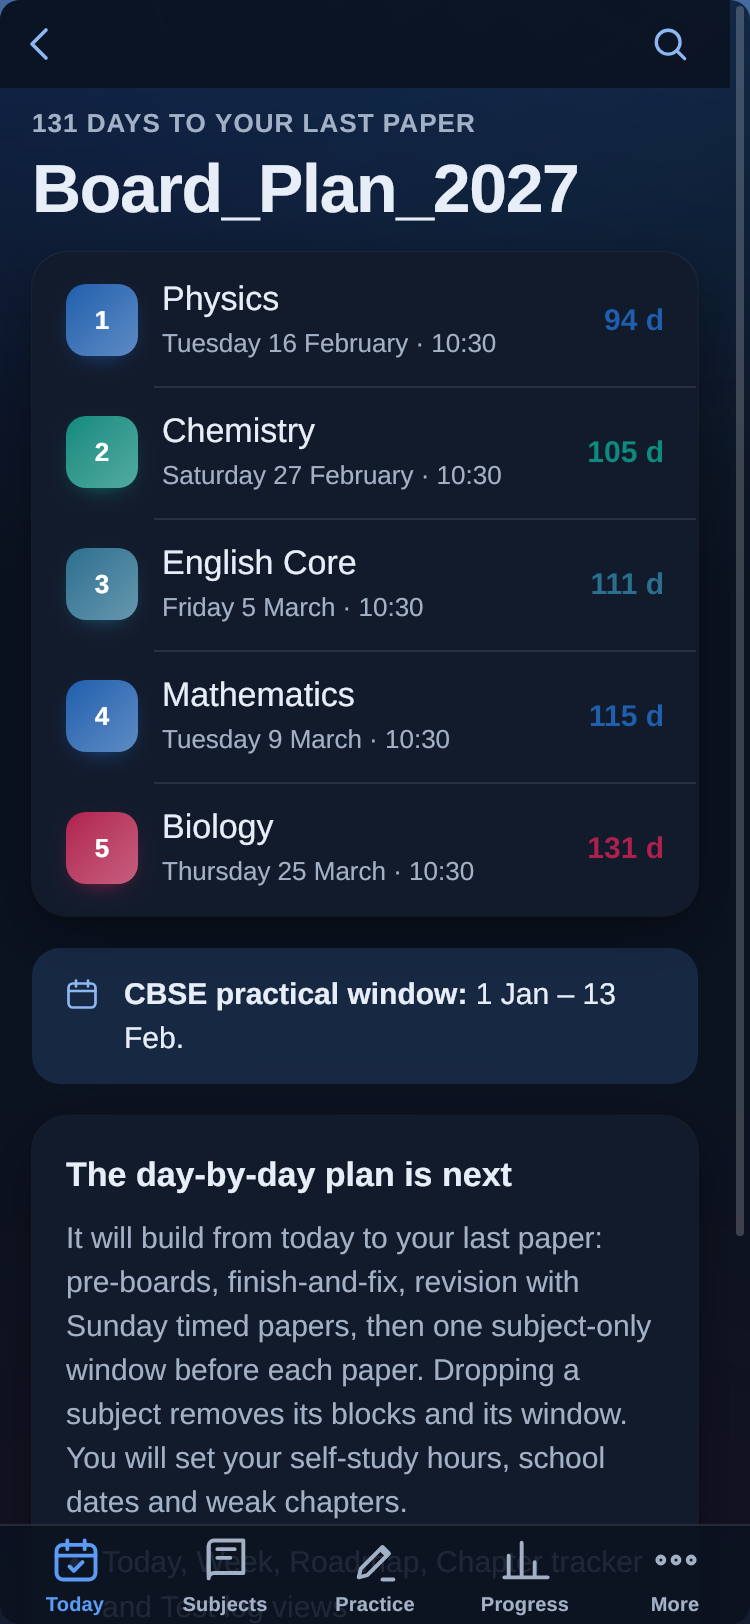 131 DAYS TO YOUR LAST PAPER
Board_Plan_2027
1
Physics
Tuesday 16 February · 10:30
94 d
2
Chemistry
Saturday 27 February · 10:30
105 d
3
English Core
Friday 5 March · 10:30
111 d
4
Mathematics
Tuesday 9 March · 10:30
115 d
5
Biology
Thursday 25 March · 10:30
131 d
CBSE practical window: 1 Jan – 13
Feb.
The day-by-day plan is next
It will build from today to your last paper:
pre-boards, finish-and-fix, revision with
Sunday timed papers, then one subject-only
window before each paper. Dropping a
subject removes its blocks and its window.
You will set your self-study hours, school
dates and weak chapters.
Today, Week, Roadmap, Chapter tracker
and Test log views
Today
Subjects
Practice
Progress
More